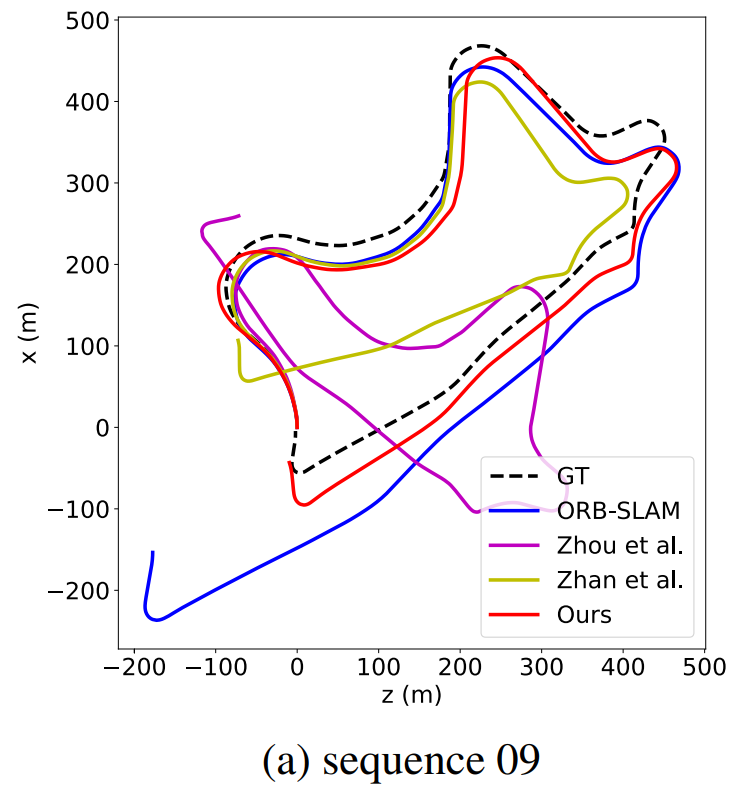 500
400
300
200
100
0
−100
−200
x (m)
−200 −100 0 100 200 300 400 500
z (m)
GT
ORB-SLAM
Zhou et al.
Zhan et al.
Ours
(a) sequence 09